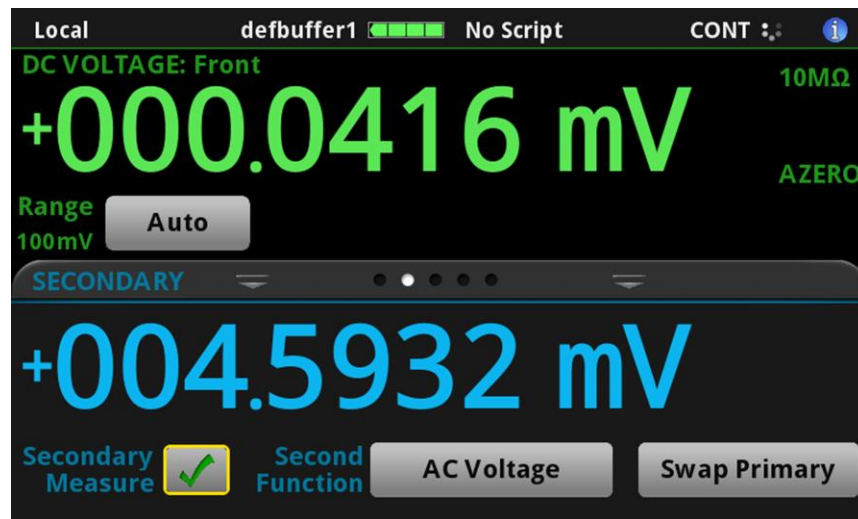 Local defbuffer1 No Script CONT i
DC VOLTAGE: Front
10MΩ
+000.0416 mV
AZERO
Range
100mV
Auto
SECONDARY
+004.5932 mV
Secondary
Measure
Second
Function
AC Voltage
Swap Primary